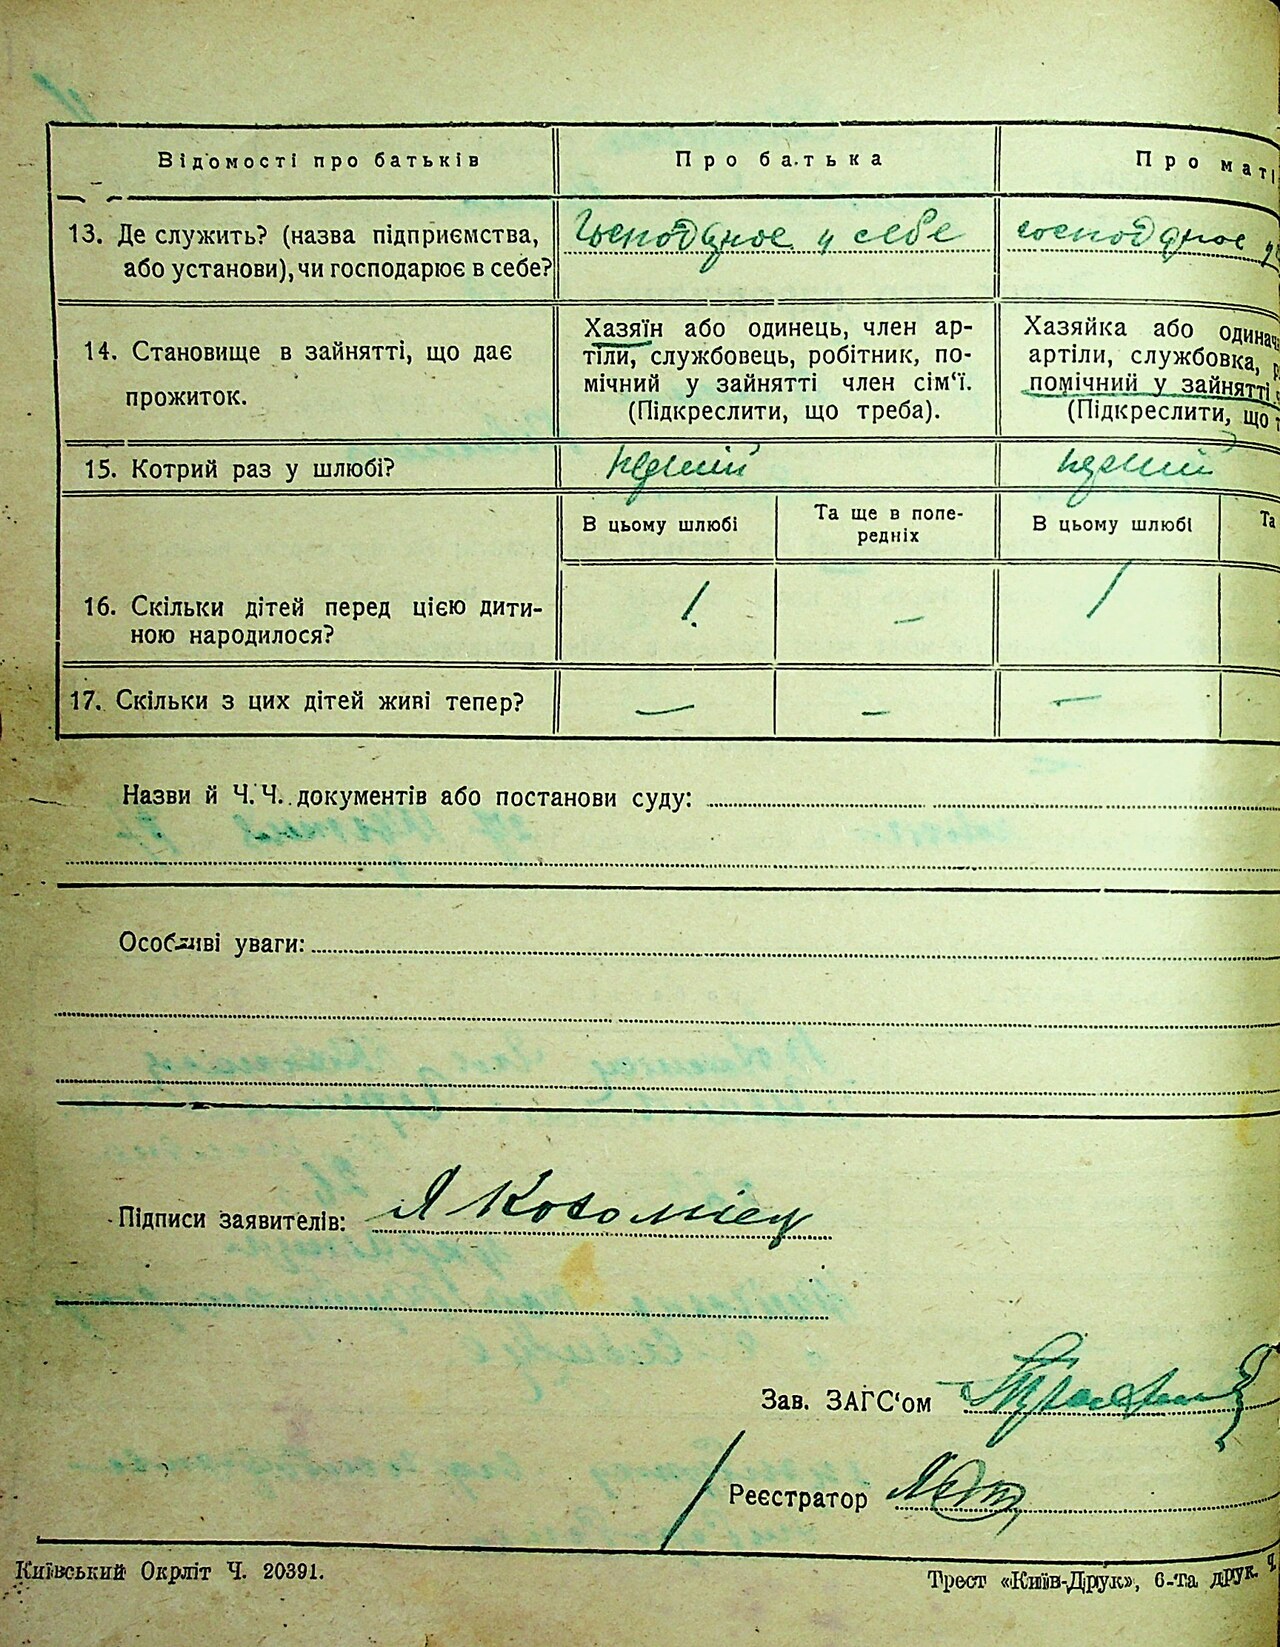 Відомості про батьків Про батька Про маті
13. Де служить? (назва підприємства, або установи), чи господарює в себе?
Господрює у себе господрює у
14. Становище в зайнятті, що дає прожиток.
Хазяїн або одинець, член ар-
тіли, службовець, робітник, по-
мічний у зайнятті член сім‘ї.
(Підкреслити, що треба).
Хазяйка або одинач
артіли, службовка, р
помічний у зайнятті ч
(Підкреслити, що т
15. Котрий раз у шлюбі? перший перший
В цьому шлюбі Та ще в попе-
редніх В цьому шлюбі Та
16. Скільки дітей перед цією дити-
ною народилося? 1. – 1
17. Скільки з цих дітей живі тепер? – – –
Назви й Ч.Ч. документів або постанови суду:
Особливі уваги:
Підписи заявителів: Я Коломієц
Зав. ЗАГС‘ом
Реєстратор
Київський Окрліт Ч. 20391.
Трест «Київ-Друк», 6-та друк. Ч